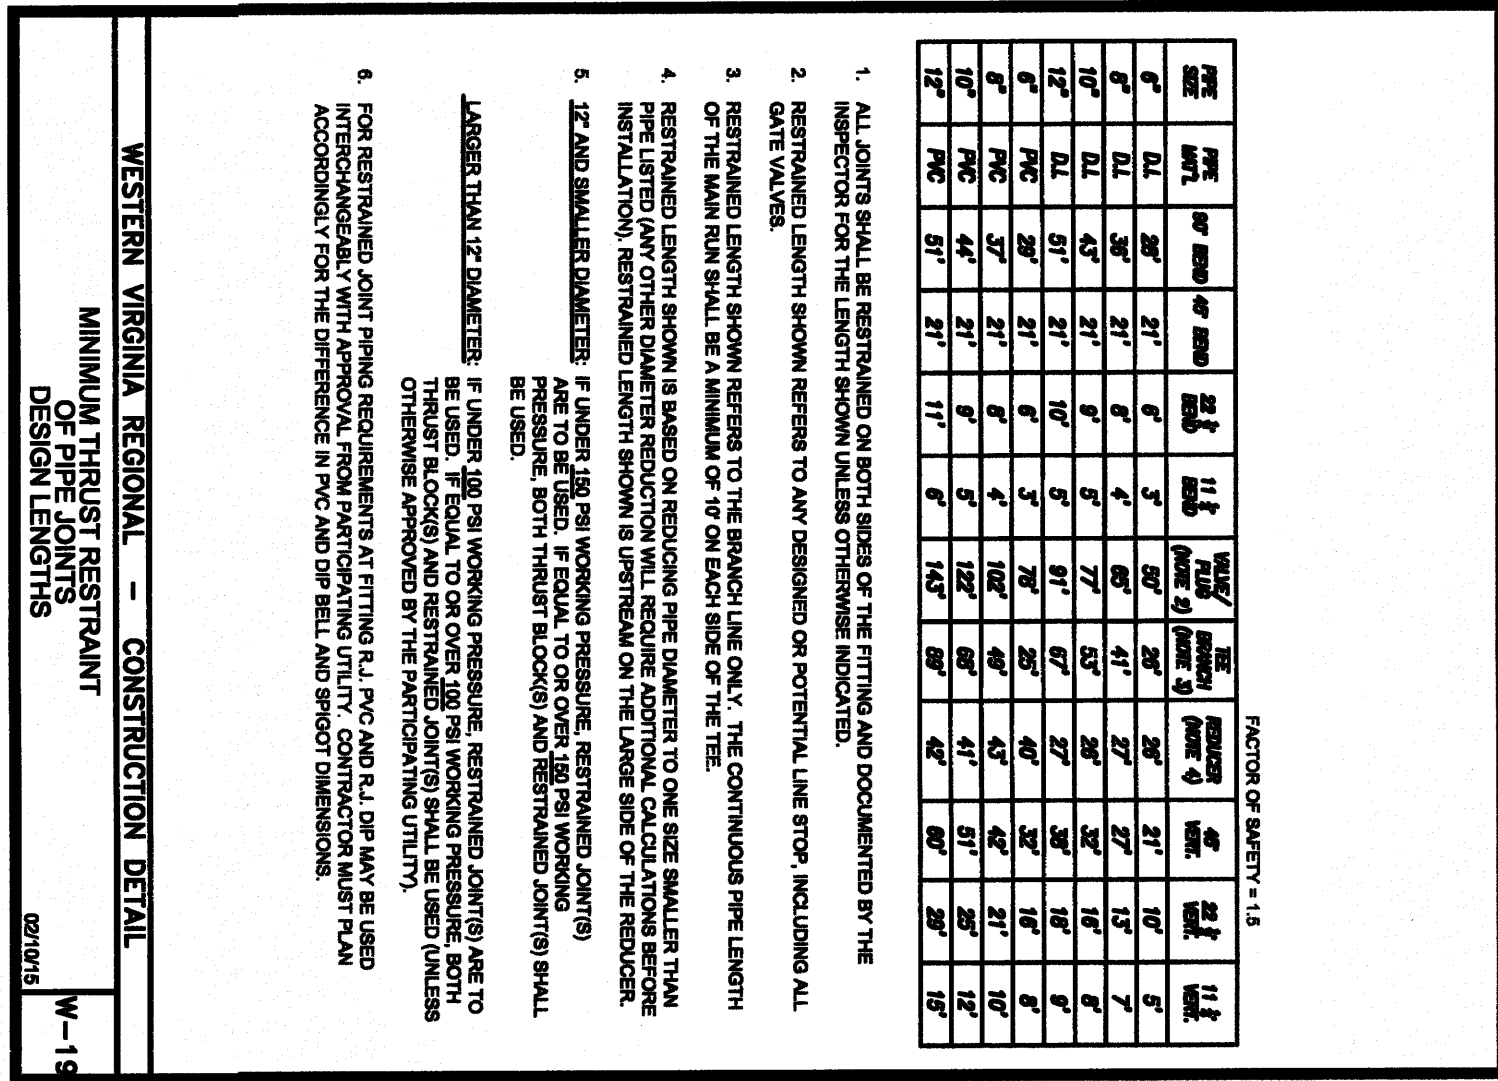 FACTOR OF SAFETY = 1.5
PIPE SIZE PIPE MAT'L 90° BEND 45° BEND 22 ½° BEND 11 ¼° BEND VALVE/ PLUG (NOTE 2) TEE BRANCH (NOTE 3) REDUCER (NOTE 4) 45° VERT. 22 ½° VERT. 11 ¼° VERT.
6" D.I. 28' 21' 6' 3' 50' 26' 26' 21' 10' 5'
8" D.I. 36' 21' 8' 4' 65' 41' 27' 27' 13' 7'
10" D.I. 43' 21' 9' 5' 77' 53' 26' 32' 16' 8'
12" D.I. 51' 21' 10' 5' 91' 67' 27' 38' 18' 9'
6" PVC 29' 21' 6' 3' 78' 25' 40' 32' 16' 8'
8" PVC 37' 21' 8' 4' 102' 49' 43' 42' 21' 10'
10" PVC 44' 21' 9' 5' 122' 68' 41' 51' 25' 12'
12" PVC 51' 21' 11' 6' 143' 89' 42' 60' 29' 15'
1. ALL JOINTS SHALL BE RESTRAINED ON BOTH SIDES OF THE FITTING AND DOCUMENTED BY THE
INSPECTOR FOR THE LENGTH SHOWN UNLESS OTHERWISE INDICATED.
2. RESTRAINED LENGTH SHOWN REFERS TO ANY DESIGNED OR POTENTIAL LINE STOP, INCLUDING ALL
GATE VALVES.
3. RESTRAINED LENGTH SHOWN REFERS TO THE BRANCH LINE ONLY. THE CONTINUOUS PIPE LENGTH
OF THE MAIN RUN SHALL BE A MINIMUM OF 10' ON EACH SIDE OF THE TEE.
4. RESTRAINED LENGTH SHOWN IS BASED ON REDUCING PIPE DIAMETER TO ONE SIZE SMALLER THAN
PIPE LISTED (ANY OTHER DIAMETER REDUCTION WILL REQUIRE ADDITIONAL CALCULATIONS BEFORE
INSTALLATION). RESTRAINED LENGTH SHOWN IS UPSTREAM ON THE LARGE SIDE OF THE REDUCER.
5. 12" AND SMALLER DIAMETER: IF UNDER 150 PSI WORKING PRESSURE, RESTRAINED JOINT(S)
ARE TO BE USED. IF EQUAL TO OR OVER 150 PSI WORKING
PRESSURE, BOTH THRUST BLOCK(S) AND RESTRAINED JOINT(S) SHALL
BE USED.
LARGER THAN 12" DIAMETER: IF UNDER 100 PSI WORKING PRESSURE, RESTRAINED JOINT(S) ARE TO
BE USED. IF EQUAL TO OR OVER 100 PSI WORKING PRESSURE, BOTH
THRUST BLOCK(S) AND RESTRAINED JOINT(S) SHALL BE USED (UNLESS
OTHERWISE APPROVED BY THE PARTICIPATING UTILITY).
6. FOR RESTRAINED JOINT PIPING REQUIREMENTS AT FITTING R.J. PVC AND R.J. DIP MAY BE USED
INTERCHANGEABLY WITH APPROVAL FROM PARTICIPATING UTILITY. CONTRACTOR MUST PLAN
ACCORDINGLY FOR THE DIFFERENCE IN PVC AND DIP BELL AND SPIGOT DIMENSIONS.
WESTERN VIRGINIA REGIONAL – CONSTRUCTION DETAIL
MINIMUM THRUST RESTRAINT
OF PIPE JOINTS
DESIGN LENGTHS
02/10/15
W–19